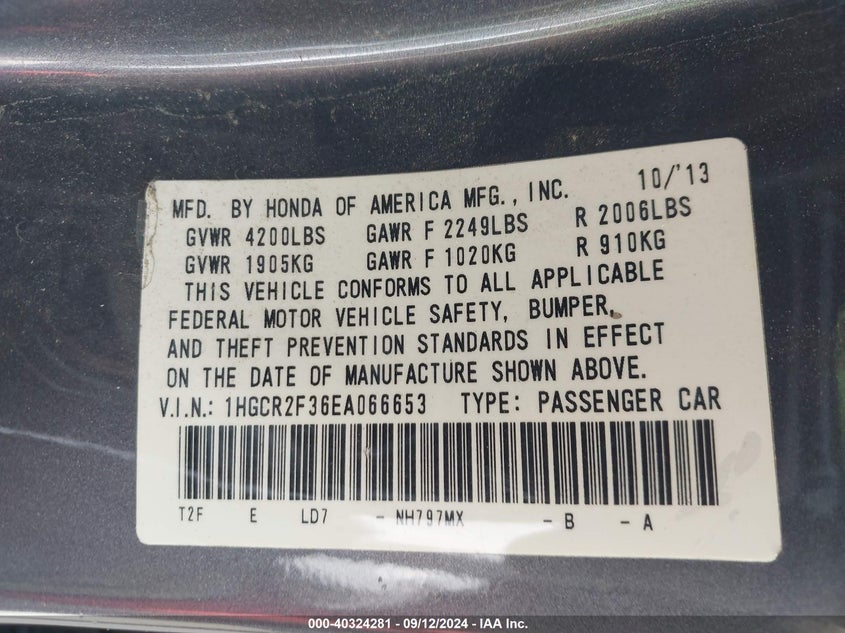 MFD. BY HONDA OF AMERICA MFG., INC. 10/'13
GVWR 4200LBS GAWR F 2249LBS R 2006LBS
GVWR 1905KG GAWR F 1020KG R 910KG
THIS VEHICLE CONFORMS TO ALL APPLICABLE
FEDERAL MOTOR VEHICLE SAFETY, BUMPER,
AND THEFT PREVENTION STANDARDS IN EFFECT
ON THE DATE OF MANUFACTURE SHOWN ABOVE.
V.I.N.: 1HGCR2F36EA066653 TYPE: PASSENGER CAR
T2F E LD7 - NH797MX - B - A
000-40324281 - 09/12/2024 - IAA Inc.